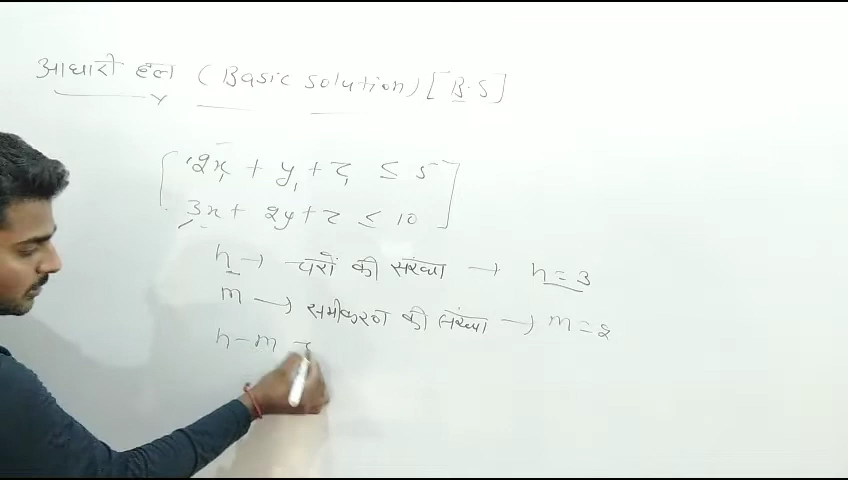 आधारी हल (Basic solution) [B.S]
2x + y + z ≤ 5
3x + 2y + z ≤ 10
n → चरों की संख्या → n = 3
m → समीकरण की संख्या → m = 2
n - m